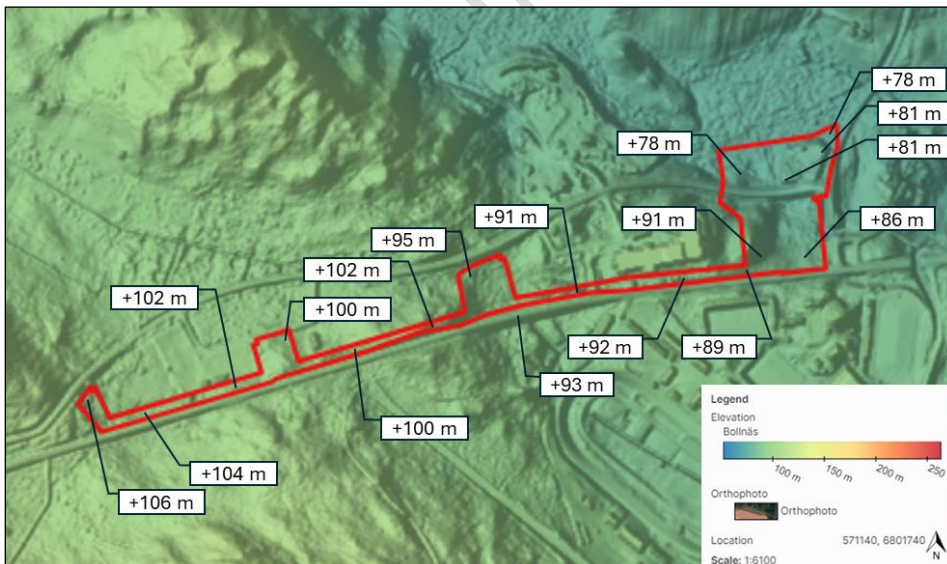 +78 m
+81 m
+78 m
+81 m
+91 m
+91 m
+86 m
+95 m
+102 m
+102 m
+100 m
+92 m
+89 m
+93 m
+100 m
+104 m
+106 m
Legend
Elevation
Bollnäs
100 m 150 m 200 m 250
Orthophoto
Orthophoto
Location 571140, 6801740
Scale: 1:6100
N